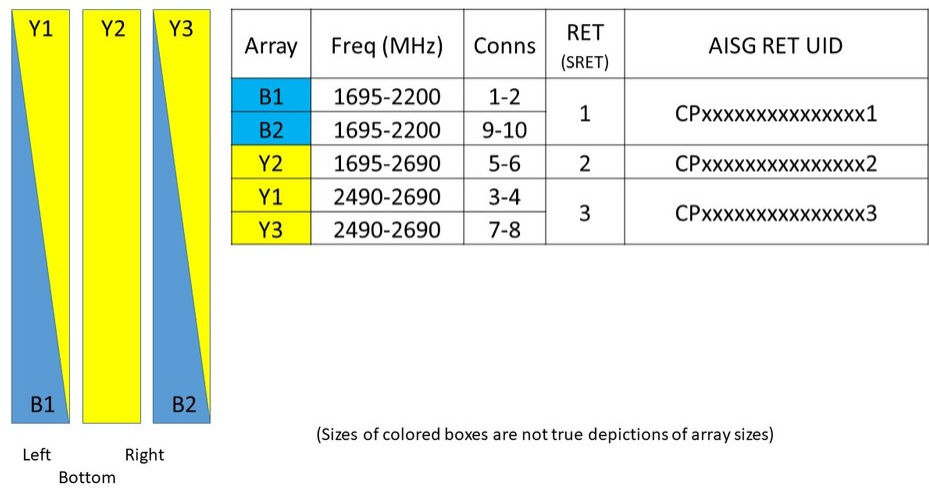 Y1 Y2 Y3
B1 B2
Left Right
Bottom
Array Freq (MHz) Conns RET (SRET) AISG RET UID
B1 1695-2200 1-2 1 CPxxxxxxxxxxxxxxx1
B2 1695-2200 9-10
Y2 1695-2690 5-6 2 CPxxxxxxxxxxxxxxx2
Y1 2490-2690 3-4 3 CPxxxxxxxxxxxxxxx3
Y3 2490-2690 7-8
(Sizes of colored boxes are not true depictions of array sizes)